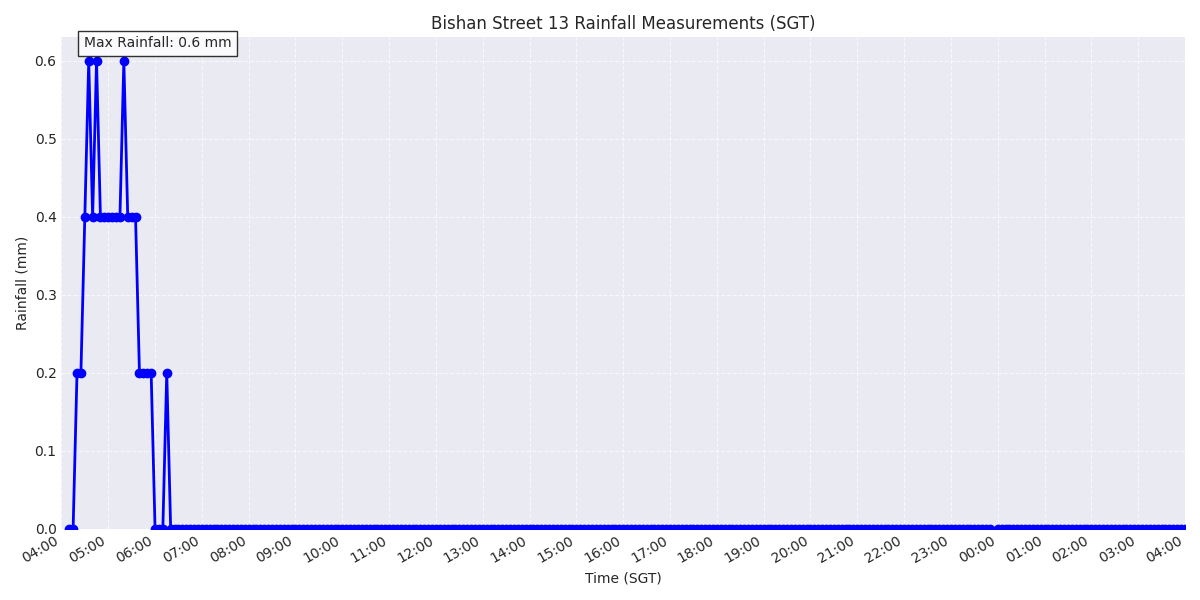 Bishan Street 13 Rainfall Measurements (SGT)
Max Rainfall: 0.6 mm
0.6
0.5
0.4
0.3
0.2
0.1
0.0
Rainfall (mm)
04:00 05:00 06:00 07:00 08:00 09:00 10:00 11:00 12:00 13:00 14:00 15:00 16:00 17:00 18:00 19:00 20:00 21:00 22:00 23:00 00:00 01:00 02:00 03:00 04:00
Time (SGT)